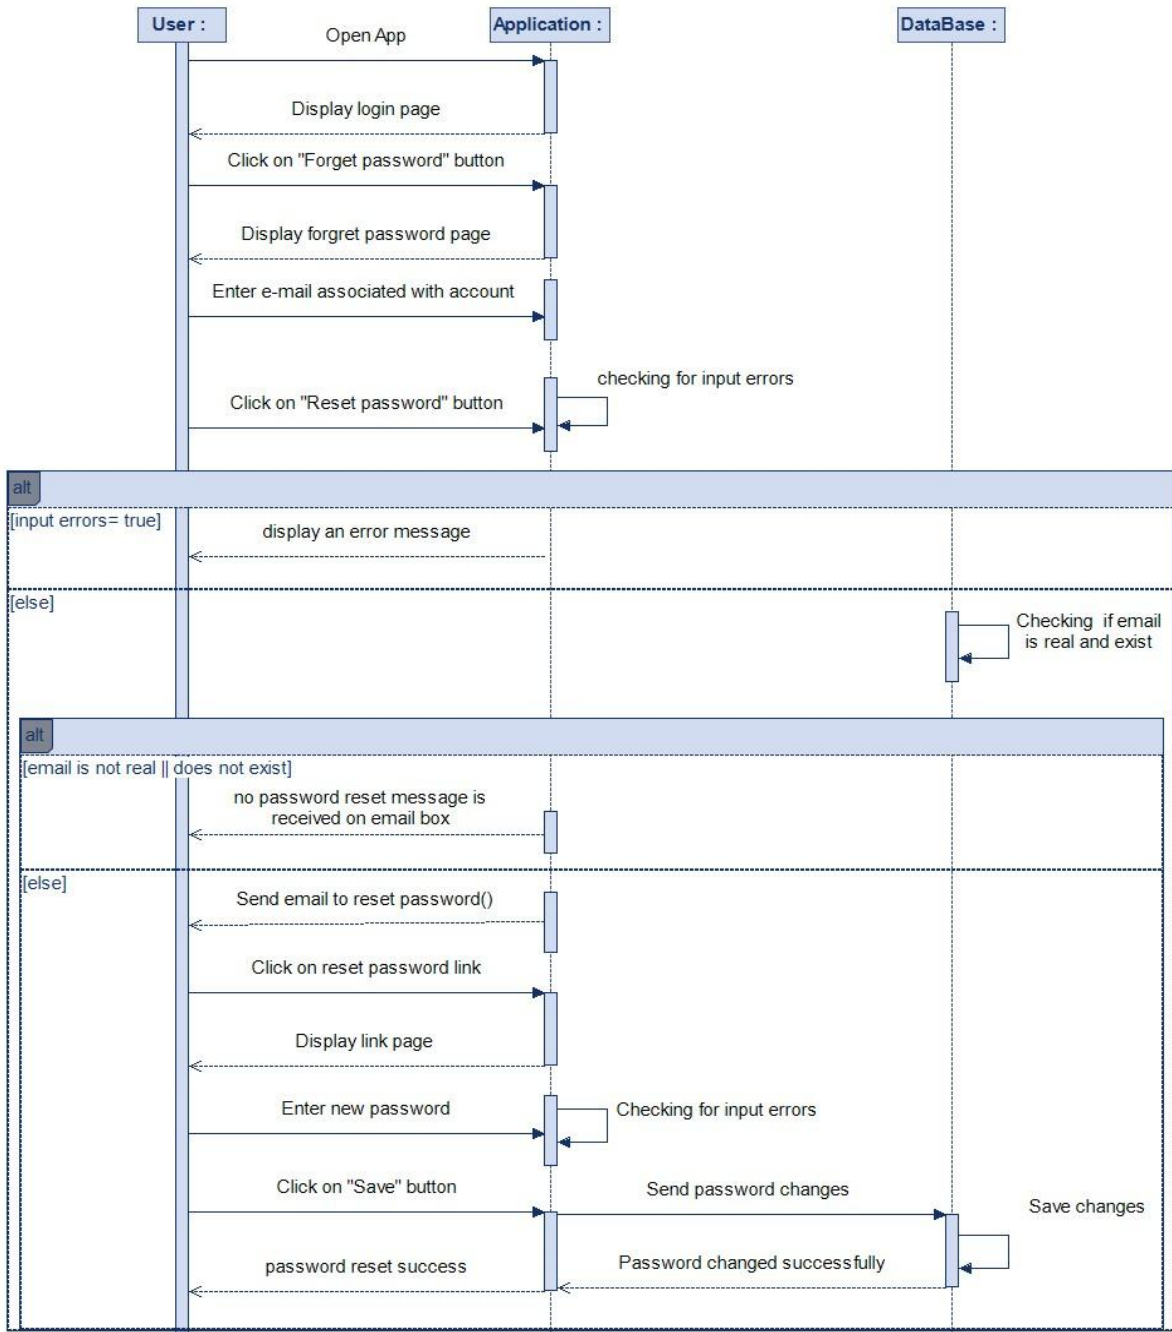 User :
Application :
DataBase :
Open App
Display login page
Click on "Forget password" button
Display forgret password page
Enter e-mail associated with account
checking for input errors
Click on "Reset password" button
alt
[input errors= true]
display an error message
[else]
Checking if email
is real and exist
alt
[email is not real || does not exist]
no password reset message is
received on email box
[else]
Send email to reset password()
Click on reset password link
Display link page
Enter new password
Checking for input errors
Click on "Save" button
Send password changes
Save changes
password reset success
Password changed successfully